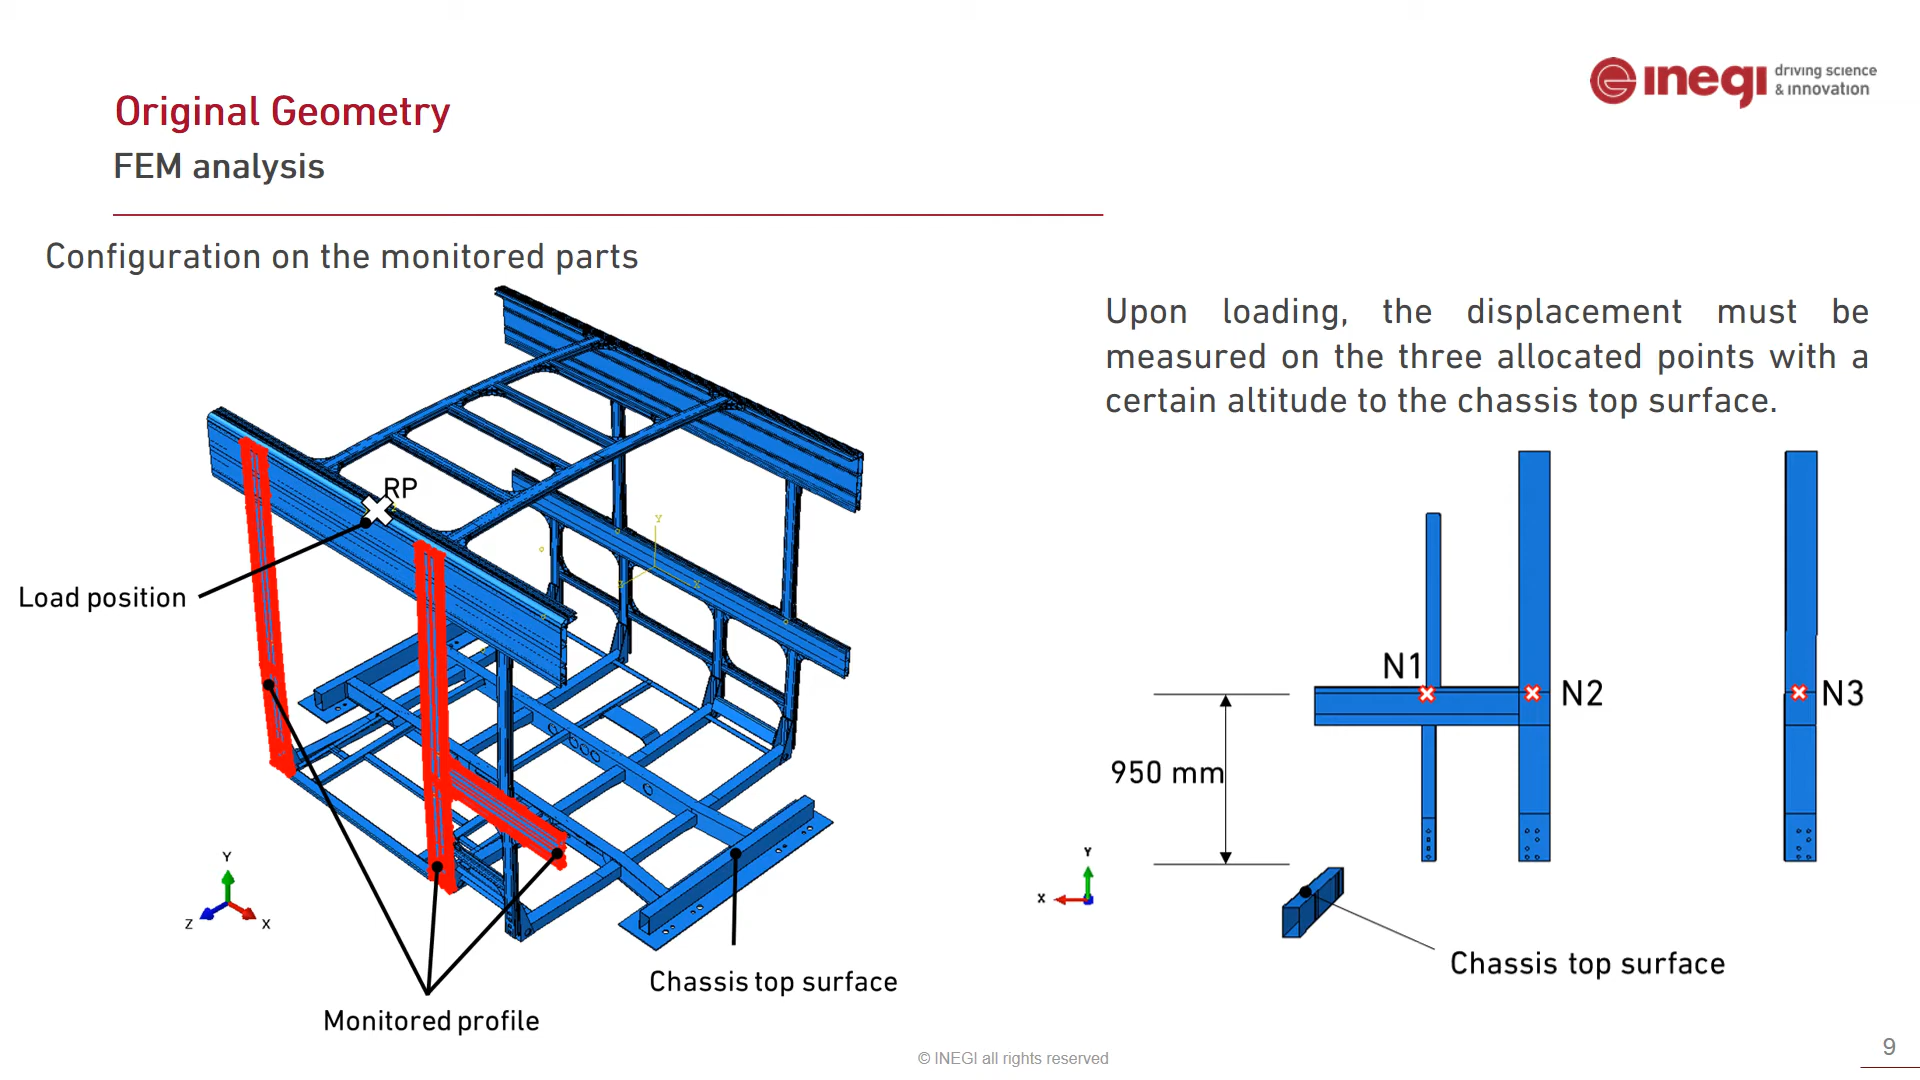 inegi driving science
& innovation
Original Geometry
FEM analysis
Configuration on the monitored parts
Upon loading, the displacement must be
measured on the three allocated points with a
certain altitude to the chassis top surface.
RP
Load position
Y
X
Z
Y
Z
X
Monitored profile
Chassis top surface
N1
N2
N3
950 mm
Y
X
Chassis top surface
© INEGI all rights reserved
9